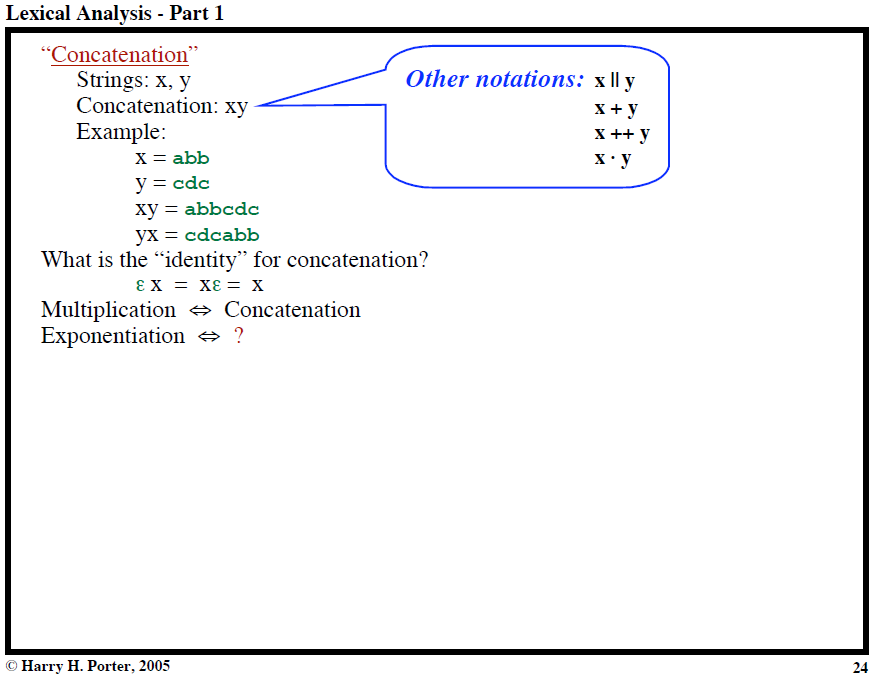 Lexical Analysis - Part 1
“Concatenation”
Strings: x, y
Concatenation: xy
Other notations: x || y
x + y
x ++ y
x · y
Example:
x = abb
y = cdc
xy = abbcdc
yx = cdcabb
What is the “identity” for concatenation?
ε x = xε = x
Multiplication ⇔ Concatenation
Exponentiation ⇔ ?
© Harry H. Porter, 2005
24